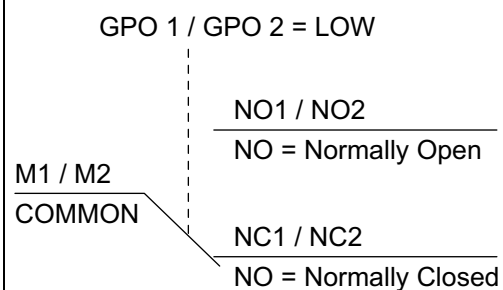 GPO 1 / GPO 2 = LOW
NO1 / NO2
NO = Normally Open
M1 / M2
COMMON
NC1 / NC2
NO = Normally Closed